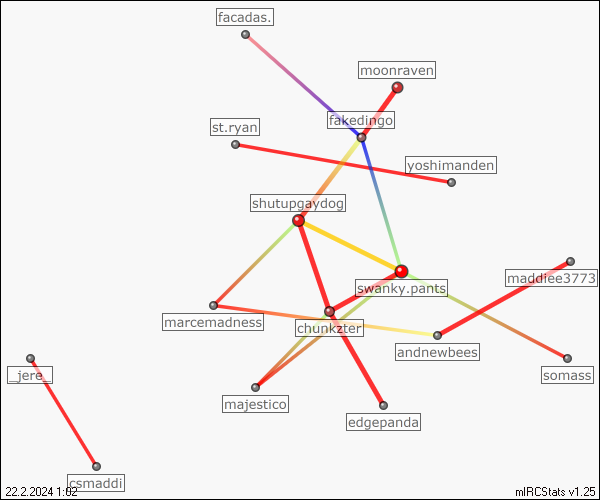 facadas.
moonraven
fakedingo
st.ryan
yoshimanden
shutupgaydog
maddiee3773
swanky.pants
marcemadness
chunkzter
andnewbees
_jere_
somass
majestico
edgepanda
csmaddi
22.2.2024 1:02
mIRCStats v1.25